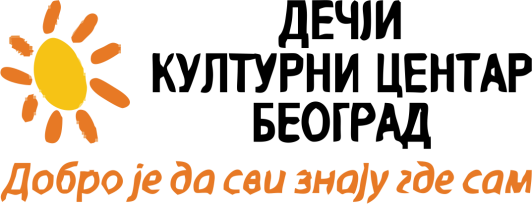 ДЕЧЈИ
КУЛТУРНИ ЦЕНТАР
БЕОГРАД
Добро је да сви знају где сам